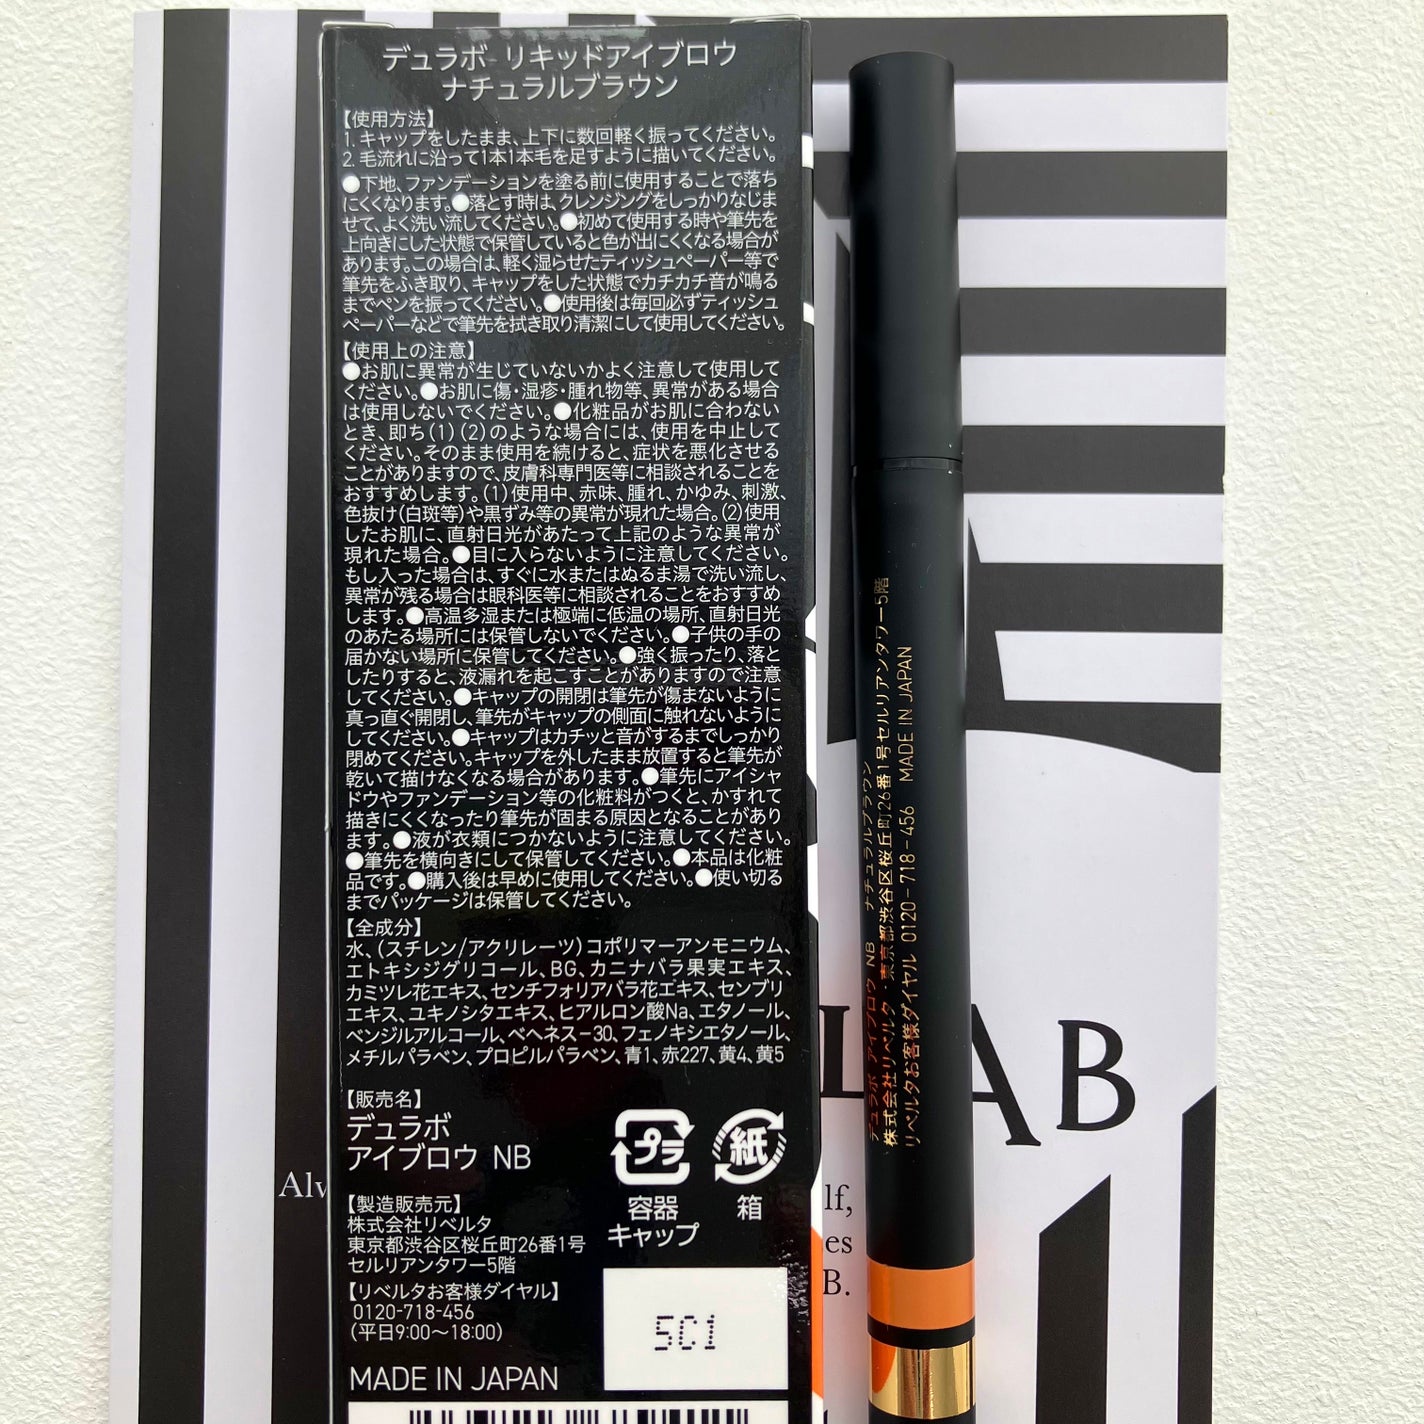 デュラボ リキッドアイブロウ
ナチュラルブラウン
【使用方法】
1. キャップをしたまま、上下に数回軽く振ってください。
2. 毛流れに沿って1本1本毛を足すように描いてください。
●下地、ファンデーションを塗る前に使用することで落ち
にくくなります。●落とす時は、クレンジングをしっかりなじま
せて、よく洗い流してください。●初めて使用する時や筆先を
上向きにした状態で保管していると色が出にくくなる場合が
あります。この場合は、軽く湿らせたティッシュペーパー等で
筆先をふき取り、キャップをした状態でカチカチ音が鳴る
までペンを振ってください。●使用後は毎回必ずティッシュ
ペーパーなどで筆先を拭き取り清潔にして使用してください。
【使用上の注意】
●お肌に異常が生じていないかよく注意して使用して
ください。●お肌に傷・湿疹・腫れ物等、異常がある場合
は使用しないでください。●化粧品がお肌に合わない
とき、即ち(1)(2)のような場合には、使用を中止して
ください。そのまま使用を続けると、症状を悪化させる
ことがありますので、皮膚科専門医等に相談されることを
おすすめします。(1)使用中、赤味、腫れ、かゆみ、刺激、
色抜け(白斑等)や黒ずみ等の異常が現れた場合。(2)使用
したお肌に、直射日光があたって上記のような異常が
現れた場合。●目に入らないように注意してください。
もし入った場合は、すぐに水またはぬるま湯で洗い流し、
異常が残る場合は眼科医等に相談されることをおすすめ
します。●高温多湿または極端に低温の場所、直射日光
のあたる場所には保管しないでください。●子供の手の
届かない場所に保管してください。●強く振ったり、落と
したりすると、液漏れを起こすことがありますので注意
してください。●キャップの開閉は筆先が傷まないように
真っ直ぐ開閉し、筆先がキャップの側面に触れないように
してください。●キャップはカチッと音がするまでしっかり
閉めてください。キャップを外したまま放置すると筆先が
乾いて描けなくなる場合があります。●筆先にアイシャ
ドウやファンデーション等の化粧料がつくと、かすれて
描きにくくなったり筆先が固まる原因となることがあり
ます。●液が衣類につかないように注意してください。
●筆先を横向きにして保管してください。●本品は化粧
品です。●購入後は早めに使用してください。●使い切る
までパッケージは保管してください。
【全成分】
水、(スチレン/アクリレーツ)コポリマーアンモニウム、
エトキシジグリコール、BG、カニナバラ果実エキス、
カミツレ花エキス、センチフォリアバラ花エキス、センブリ
エキス、ユキノシタエキス、ヒアルロン酸Na、エタノール、
ベンジルアルコール、ベヘネス-30、フェノキシエタノール、
メチルパラベン、プロピルパラベン、青1、赤227、黄4、黄5
【販売名】
デュラボ
アイブロウ NB
プラ
容器
キャップ
紙
箱
【製造販売元】
株式会社リベルタ
東京都渋谷区桜丘町26番1号
セルリアンタワー5階
【リベルタお客様ダイヤル】
0120-718-456
(平日9:00〜18:00)
5C1
MADE IN JAPAN
デュラボ アイブロウ NB ナチュラルブラウン
株式会社リベルタ 東京都渋谷区桜丘町26番1号セルリアンタワー5階
リベルタお客様ダイヤル 0120-718-456 MADE IN JAPAN
LAB
lf,
es
B.